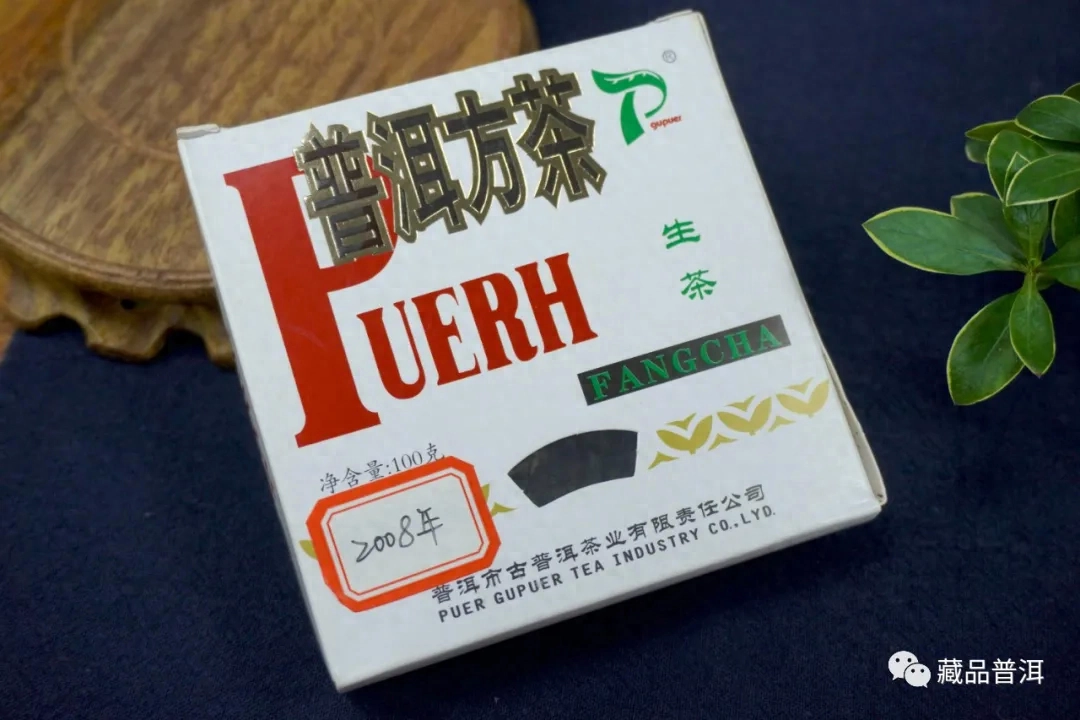 普洱方茶
®
gupuer
PUERH
生
茶
FANGCHA
净含量:100克
2008年
普洱市古普洱茶业有限责任公司
PUER GUPUER TEA INDUSTRY CO.,LYD.
藏品普洱